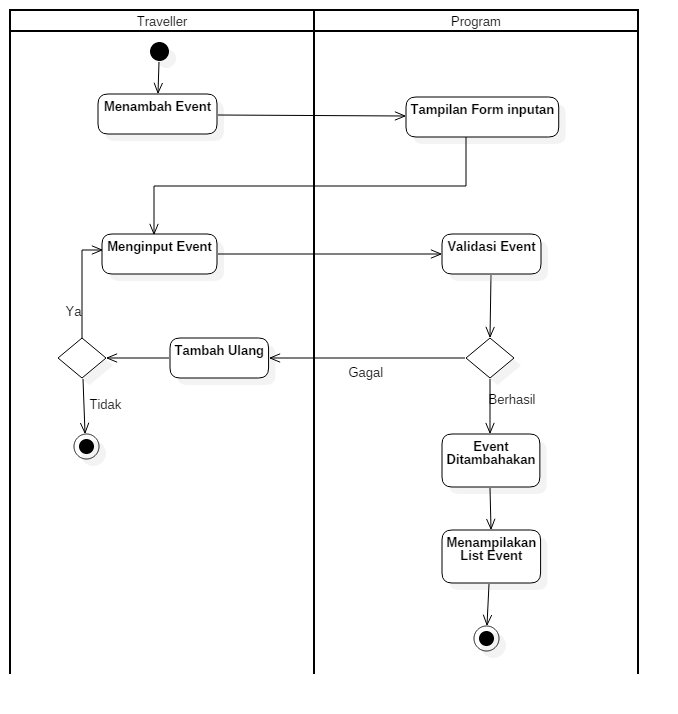 Traveller
Program
Menambah Event
Tampilan Form inputan
Menginput Event
Validasi Event
Ya
Tambah Ulang
Gagal
Tidak
Berhasil
Event
Ditambahakan
Menampilakan
List Event